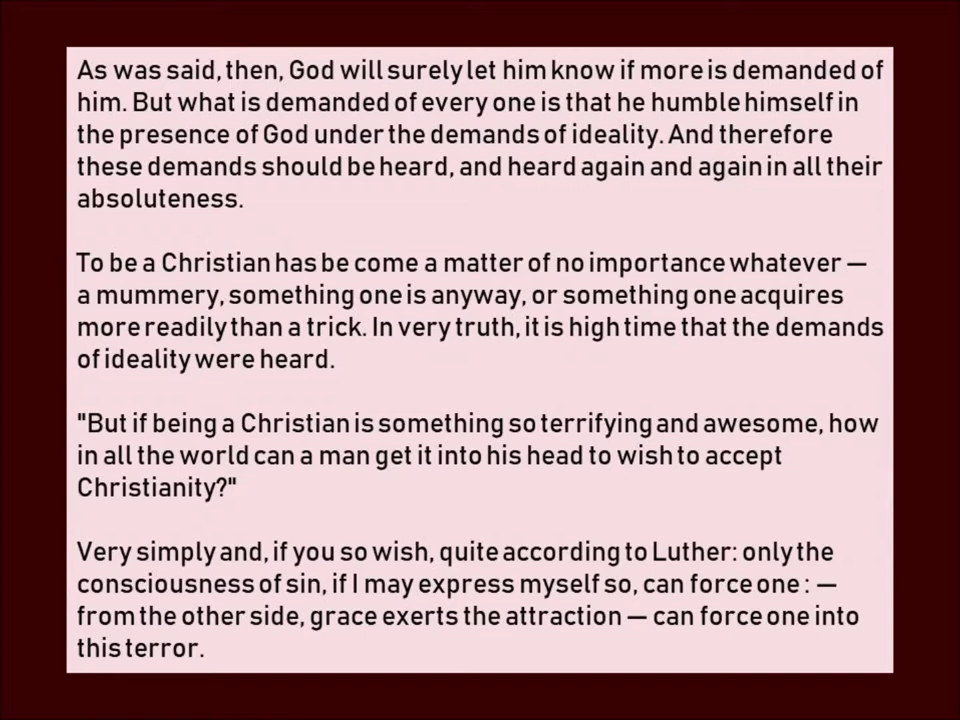 As was said, then, God will surely let him know if more is demanded of
him. But what is demanded of every one is that he humble himself in
the presence of God under the demands of ideality. And therefore
these demands should be heard, and heard again and again in all their
absoluteness.
To be a Christian has be come a matter of no importance whatever —
a mummery, something one is anyway, or something one acquires
more readily than a trick. In very truth, it is high time that the demands
of ideality were heard.
"But if being a Christian is something so terrifying and awesome, how
in all the world can a man get it into his head to wish to accept
Christianity?"
Very simply and, if you so wish, quite according to Luther: only the
consciousness of sin, if I may express myself so, can force one : —
from the other side, grace exerts the attraction — can force one into
this terror.